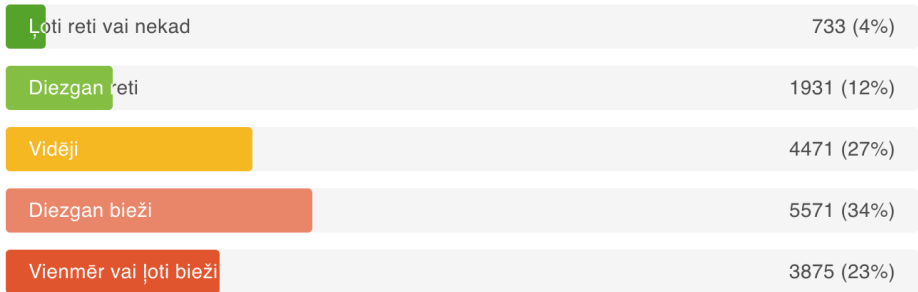 Ļoti reti vai nekad 733 (4%)
Diezgan reti 1931 (12%)
Vidēji 4471 (27%)
Diezgan bieži 5571 (34%)
Vienmēr vai ļoti bieži 3875 (23%)